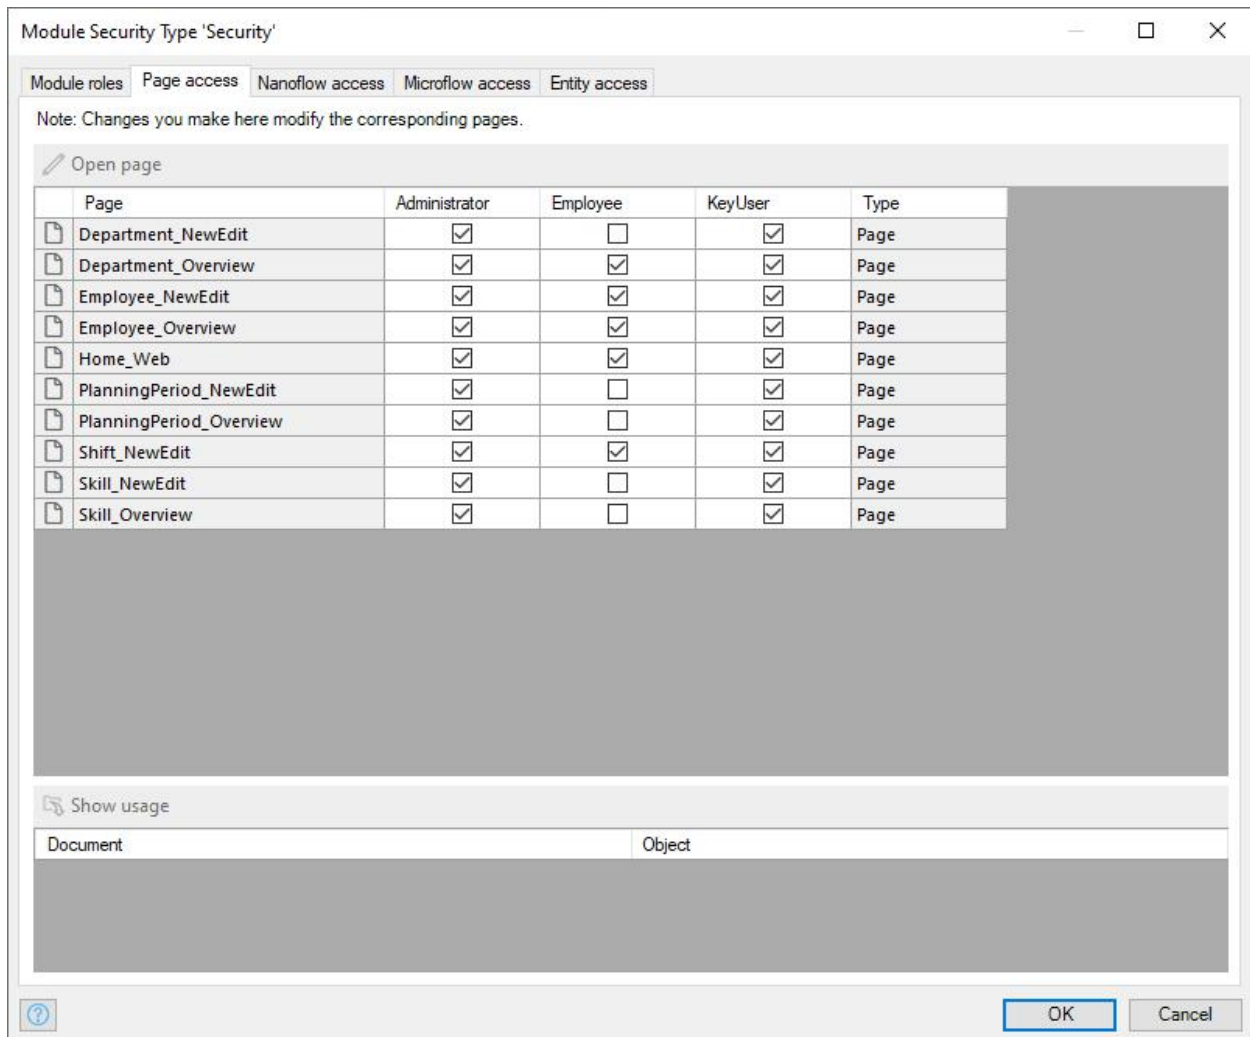 Module Security Type 'Security'
Module roles Page access Nanoflow access Microflow access Entity access
Note: Changes you make here modify the corresponding pages.
Open page
Page Administrator Employee KeyUser Type
Department_NewEdit Page
Department_Overview Page
Employee_NewEdit Page
Employee_Overview Page
Home_Web Page
PlanningPeriod_NewEdit Page
PlanningPeriod_Overview Page
Shift_NewEdit Page
Skill_NewEdit Page
Skill_Overview Page
Show usage
Document Object
? OK Cancel